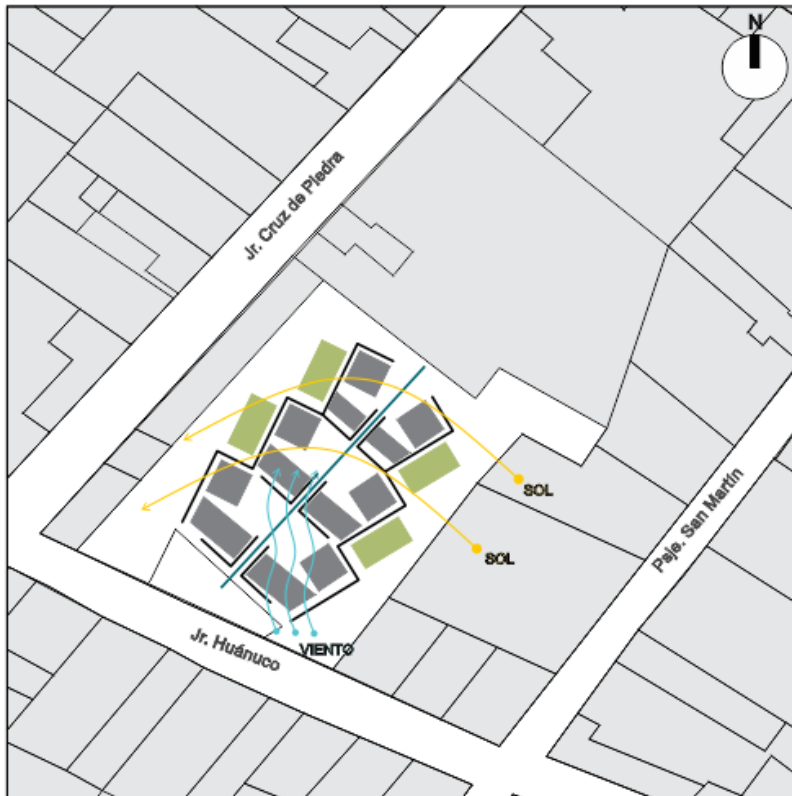 N
Jr. Cruz de Piedra
SOL
SOL
Psje. San Martín
Jr. Huánuco
VIENTO